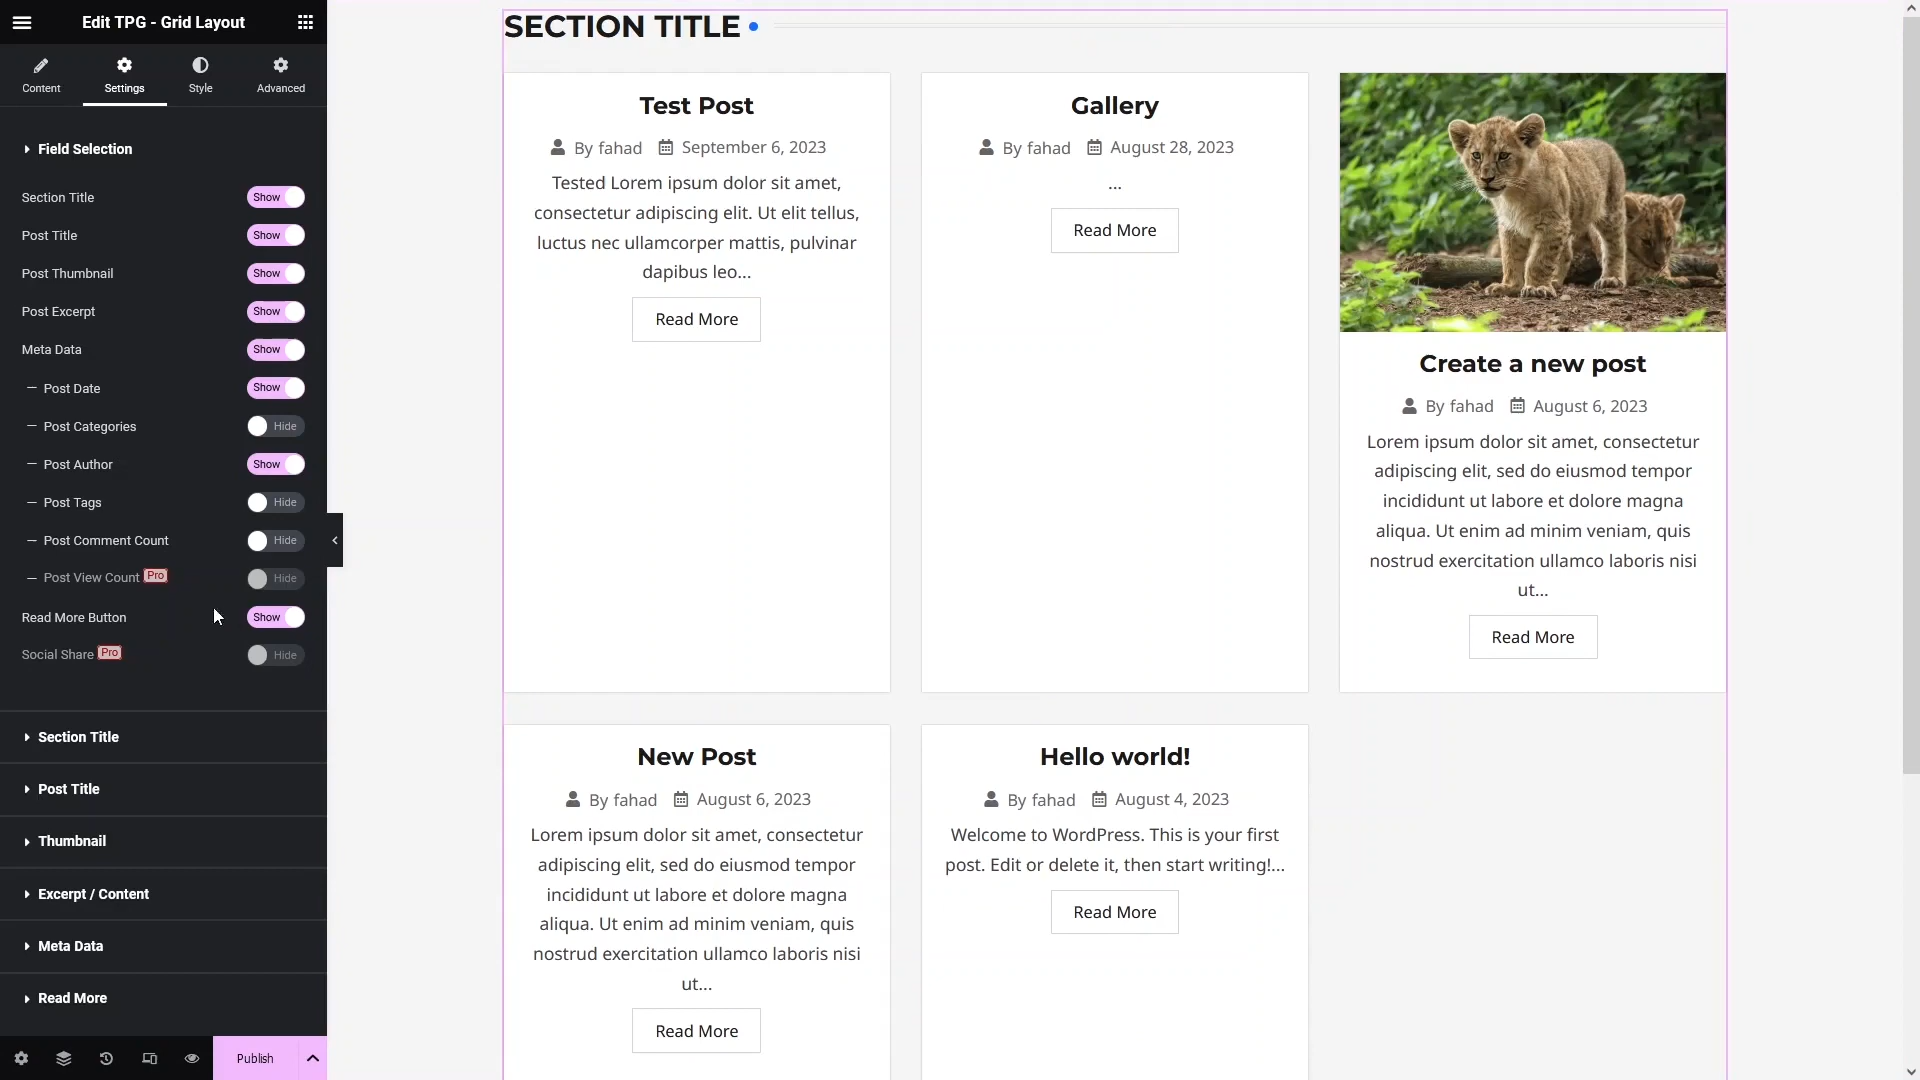 Edit TPG - Grid Layout
Content
Settings
Style
Advanced
Field Selection
Section Title Show
Post Title Show
Post Thumbnail Show
Post Excerpt Show
Meta Data Show
— Post Date Show
— Post Categories Hide
— Post Author Show
— Post Tags Hide
— Post Comment Count Hide
— Post View Count Pro Hide
Read More Button Show
Social Share Pro Hide
Section Title
Post Title
Thumbnail
Excerpt / Content
Meta Data
Read More
Publish
SECTION TITLE
Test Post
By fahad September 6, 2023
Tested Lorem ipsum dolor sit amet,
consectetur adipiscing elit. Ut elit tellus,
luctus nec ullamcorper mattis, pulvinar
dapibus leo...
Read More
Gallery
By fahad August 28, 2023
...
Read More
Create a new post
By fahad August 6, 2023
Lorem ipsum dolor sit amet, consectetur
adipiscing elit, sed do eiusmod tempor
incididunt ut labore et dolore magna
aliqua. Ut enim ad minim veniam, quis
nostrud exercitation ullamco laboris nisi
ut...
Read More
New Post
By fahad August 6, 2023
Lorem ipsum dolor sit amet, consectetur
adipiscing elit, sed do eiusmod tempor
incididunt ut labore et dolore magna
aliqua. Ut enim ad minim veniam, quis
nostrud exercitation ullamco laboris nisi
ut...
Read More
Hello world!
By fahad August 4, 2023
Welcome to WordPress. This is your first
post. Edit or delete it, then start writing!...
Read More